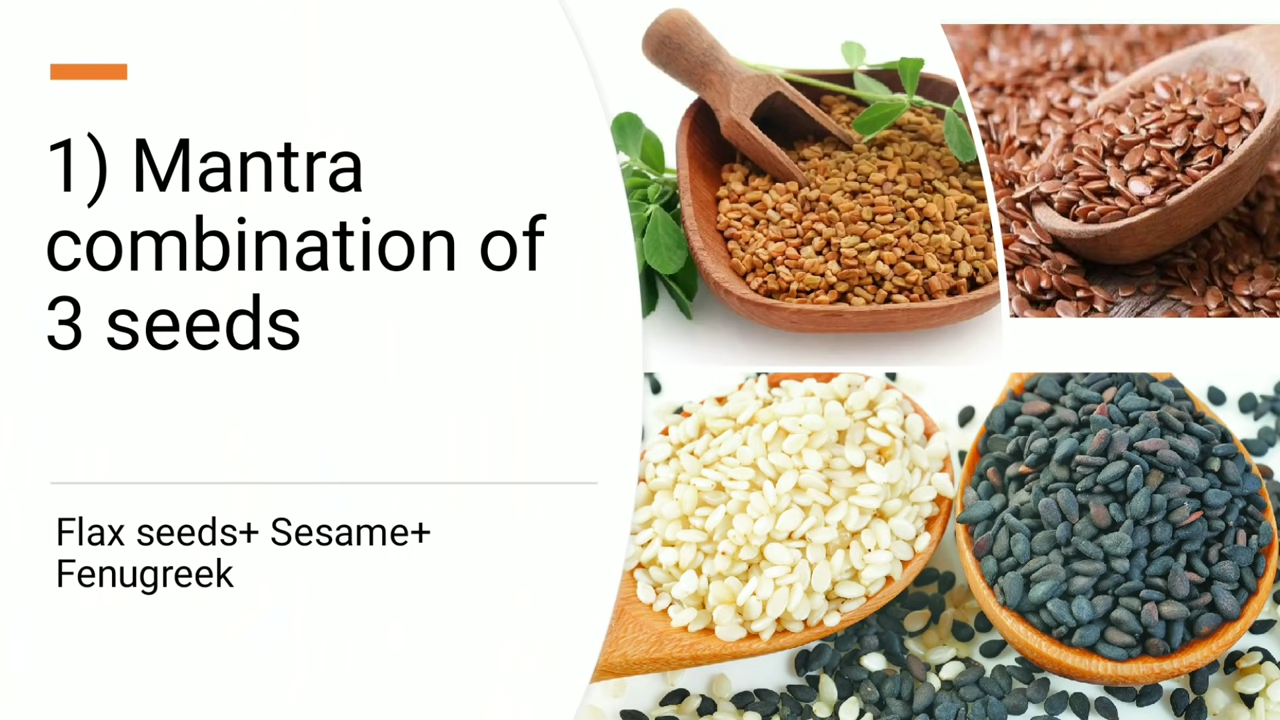 1) Mantra
combination of
3 seeds
Flax seeds+ Sesame+
Fenugreek